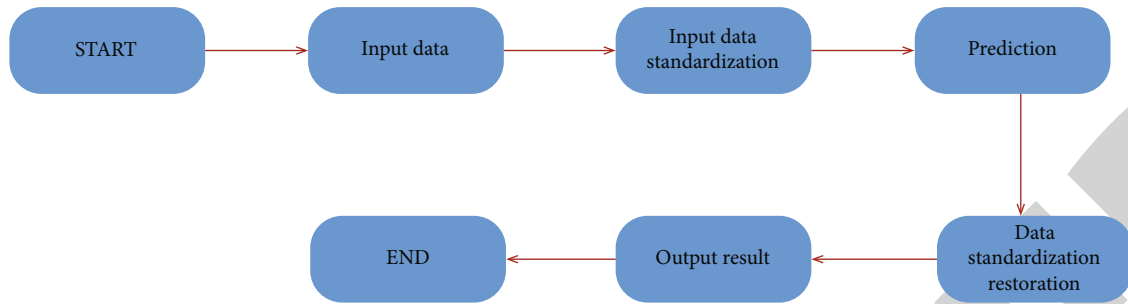 START
Input data
Input data
standardization
Prediction
Data
standardization
restoration
Output result
END